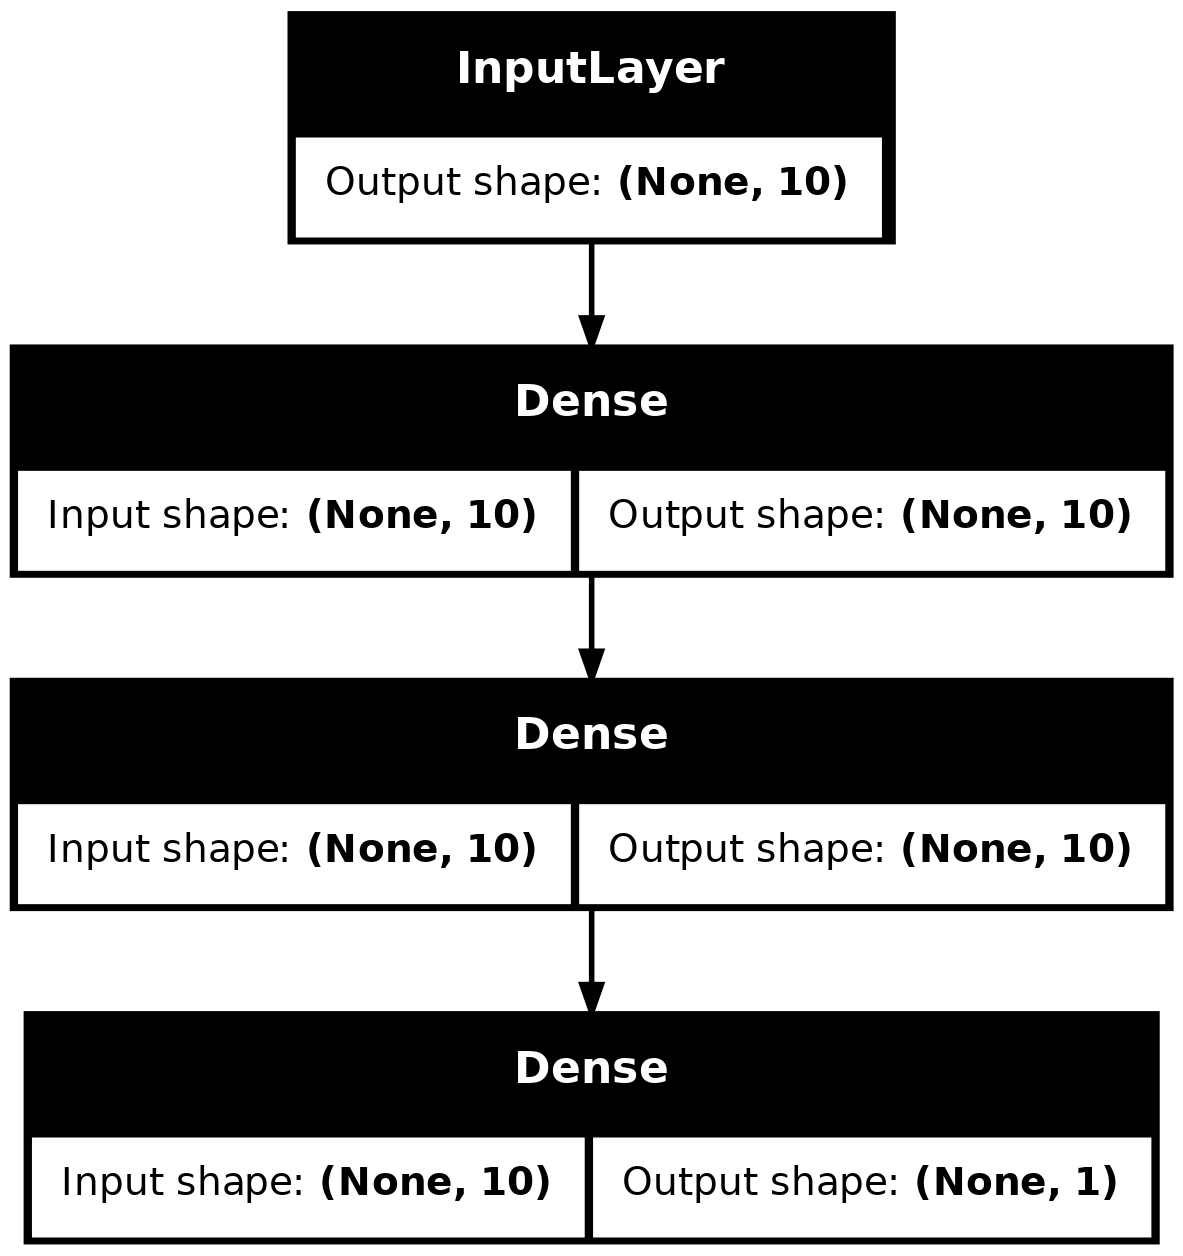 InputLayer
Output shape: (None, 10)
Dense
Input shape: (None, 10) Output shape: (None, 10)
Dense
Input shape: (None, 10) Output shape: (None, 10)
Dense
Input shape: (None, 10) Output shape: (None, 1)